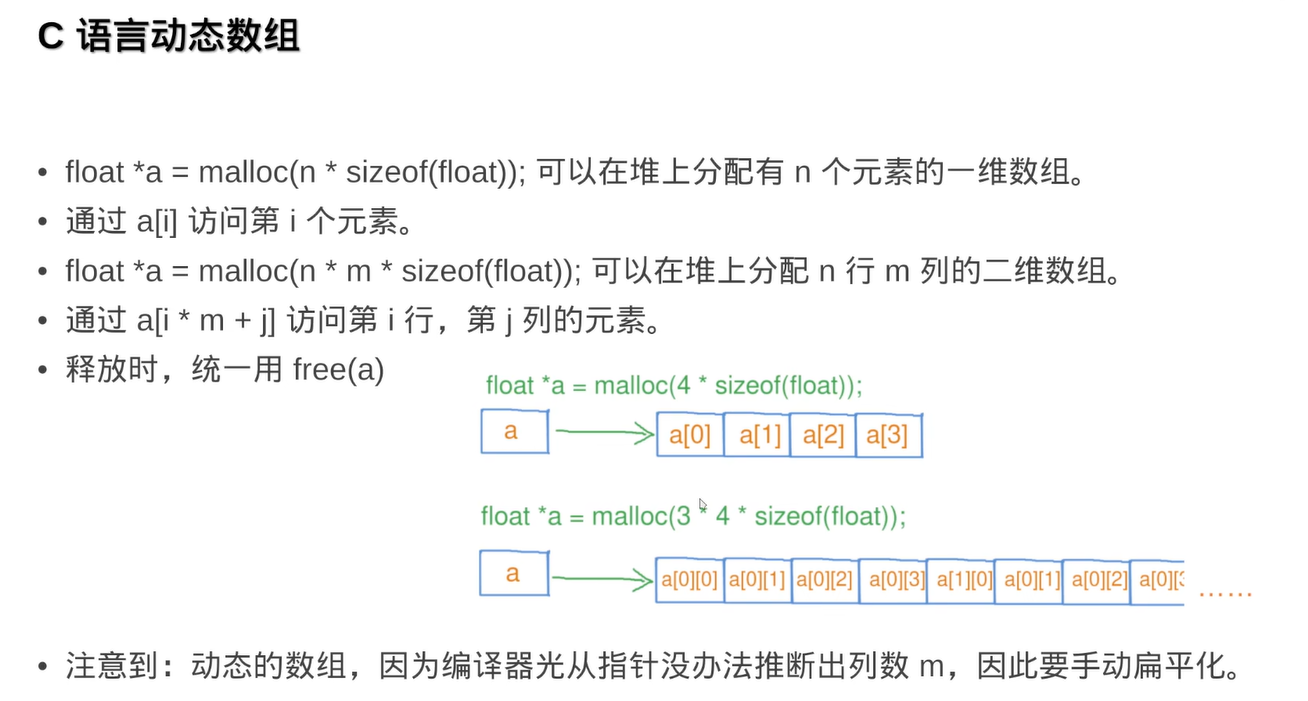 C 语言动态数组
• float *a = malloc(n * sizeof(float)); 可以在堆上分配有 n 个元素的一维数组。
• 通过 a[i] 访问第 i 个元素。
• float *a = malloc(n * m * sizeof(float)); 可以在堆上分配 n 行 m 列的二维数组。
• 通过 a[i * m + j] 访问第 i 行，第 j 列的元素。
• 释放时，统一用 free(a)
float *a = malloc(4 * sizeof(float));
a a[0] a[1] a[2] a[3]
float *a = malloc(3 * 4 * sizeof(float));
a a[0][0] a[0][1] a[0][2] a[0][3] a[1][0] a[0][1] a[0][2] a[0][3 ……
• 注意到：动态的数组，因为编译器光从指针没办法推断出列数 m，因此要手动扁平化。